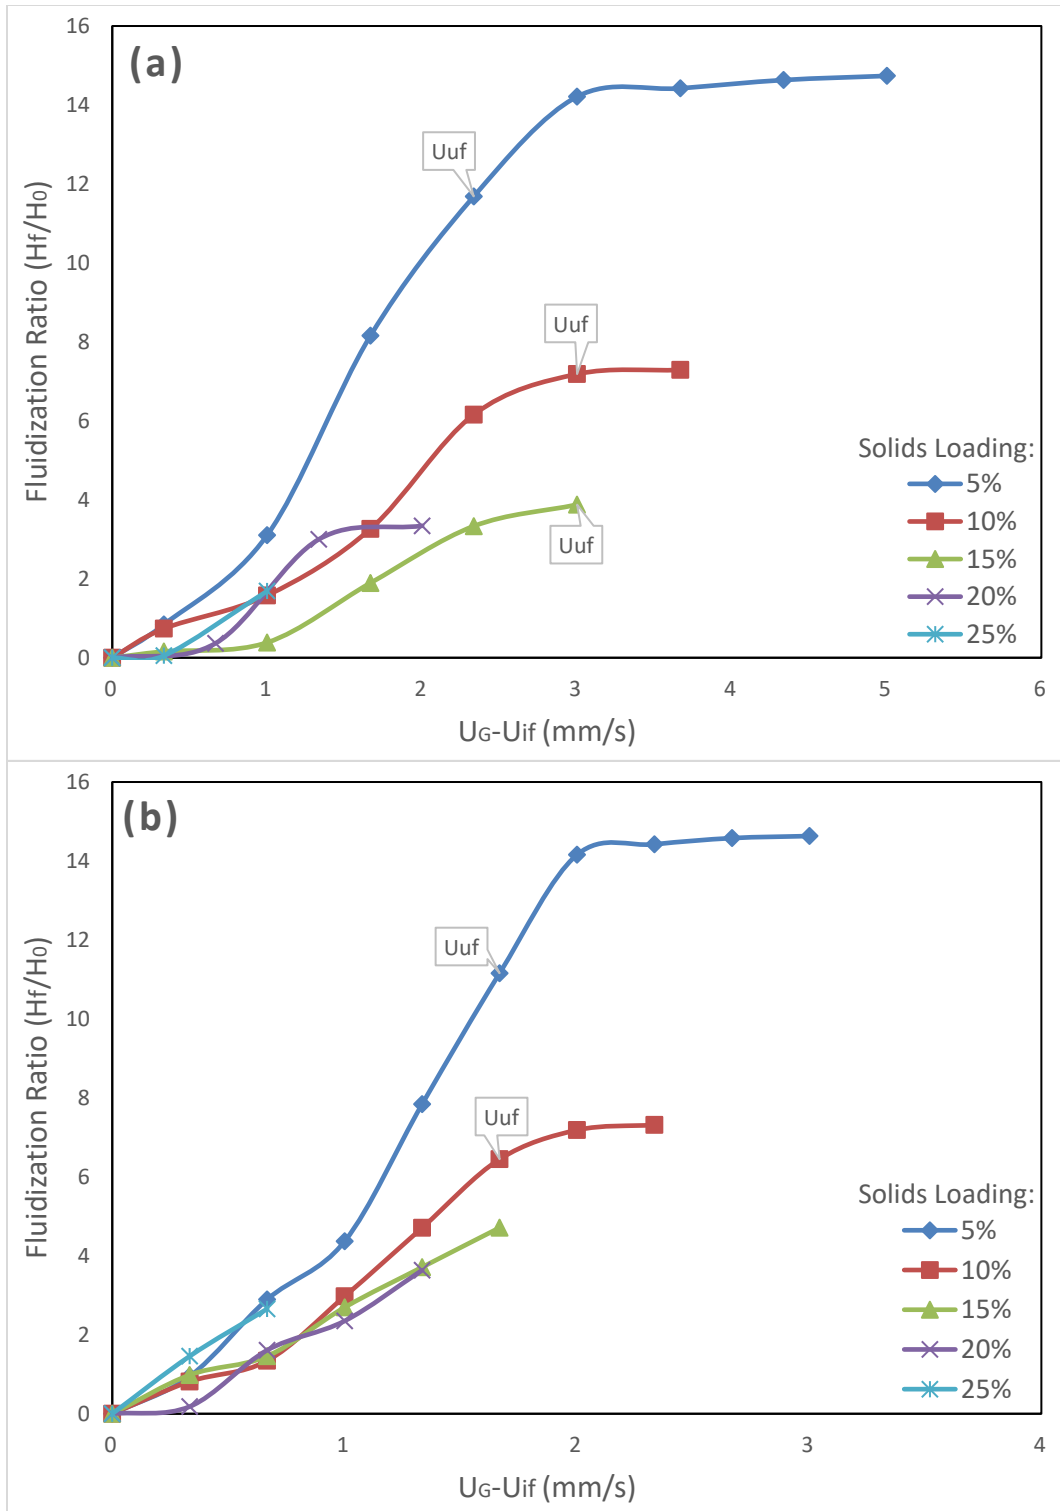 (a)
16
14
12
10
8
6
4
2
0
Fluidization Ratio (Hf/H0)
Uuf
Uuf
Uuf
Solids Loading:
5%
10%
15%
20%
25%
0 1 2 3 4 5 6
UG-Uif (mm/s)
(b)
16
14
12
10
8
6
4
2
0
Fluidization Ratio (Hf/H0)
Uuf
Uuf
Solids Loading:
5%
10%
15%
20%
25%
0 1 2 3 4
UG-Uif (mm/s)